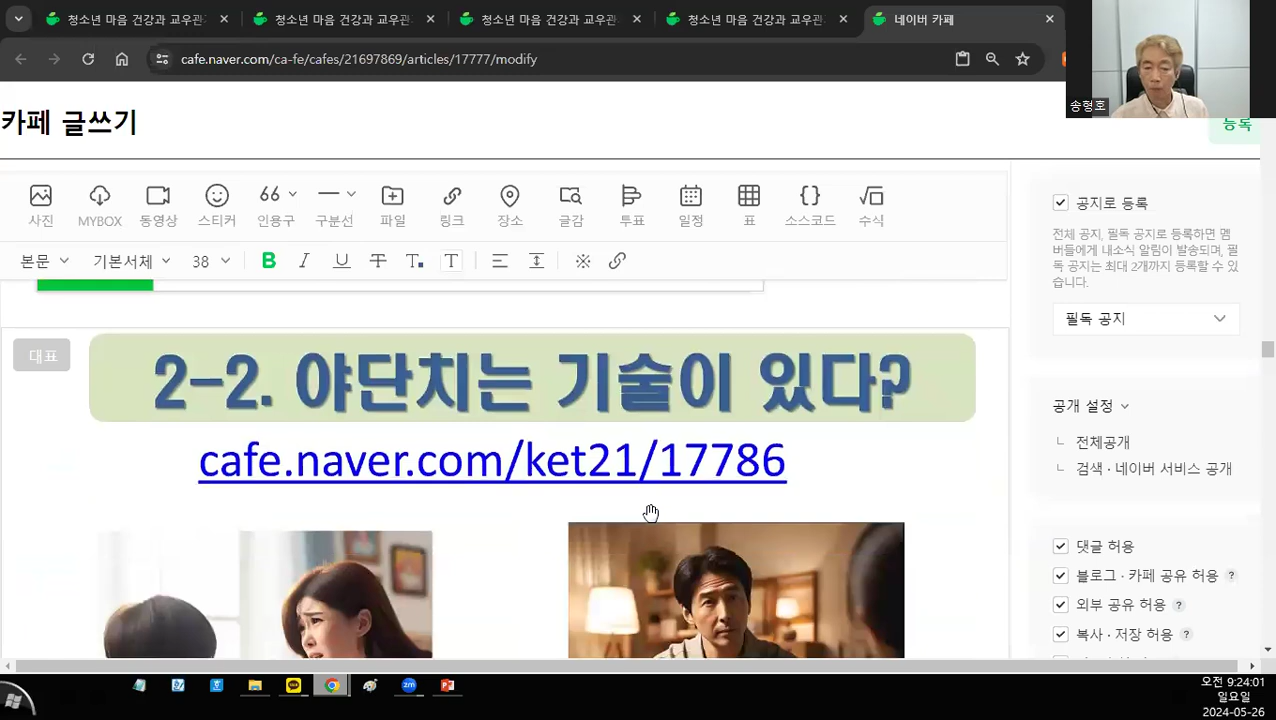 청소년 마음 건강과 교우관
청소년 마음 건강과 교우관
청소년 마음 건강과 교우관
청소년 마음 건강과 교우관
네이버 카페
cafe.naver.com/ca-fe/cafes/21697869/articles/17777/modify
송형호
카페 글쓰기
등록
사진
MYBOX
동영상
스티커
인용구
구분선
파일
링크
장소
글감
투표
일정
표
소스코드
수식
본문
기본서체
38
공지로 등록
전체 공지, 필독 공지로 등록하면 멤
버들에게 내소식 알림이 발송되며, 필
독 공지는 최대 2개까지 등록할 수 있
습니다.
필독 공지
대표
2-2. 야단치는 기술이 있다?
cafe.naver.com/ket21/17786
공개 설정
전체공개
검색 · 네이버 서비스 공개
댓글 허용
블로그 · 카페 공유 허용 ?
외부 공유 허용 ?
복사 · 저장 허용 ?
오전 9:24:01
일요일
2024-05-26